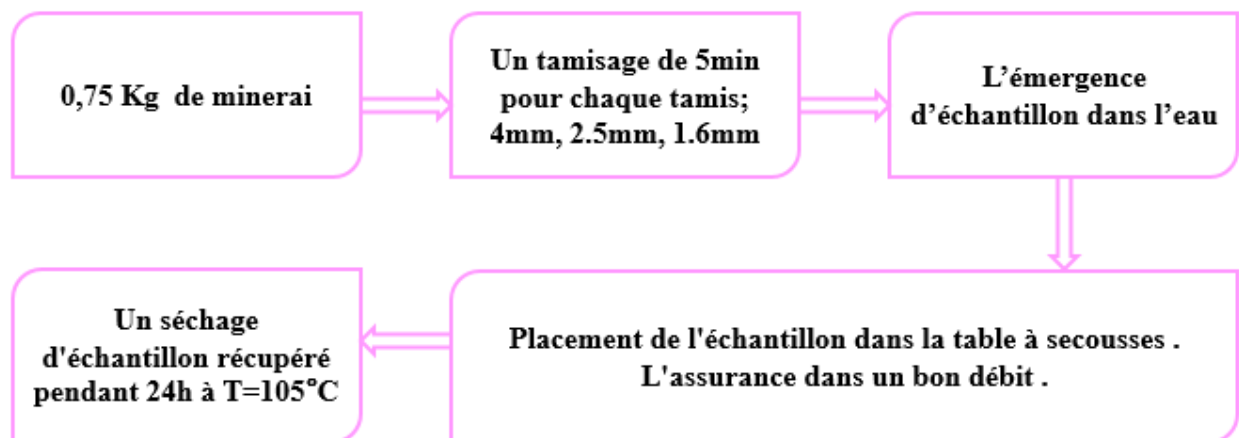 0,75 Kg de minerai
Un tamisage de 5min
pour chaque tamis;
4mm, 2.5mm, 1.6mm
L’émergence
d’échantillon dans l’eau
Placement de l'échantillon dans la table à secousses .
L'assurance dans un bon débit .
Un séchage
d'échantillon récupéré
pendant 24h à T=105°C